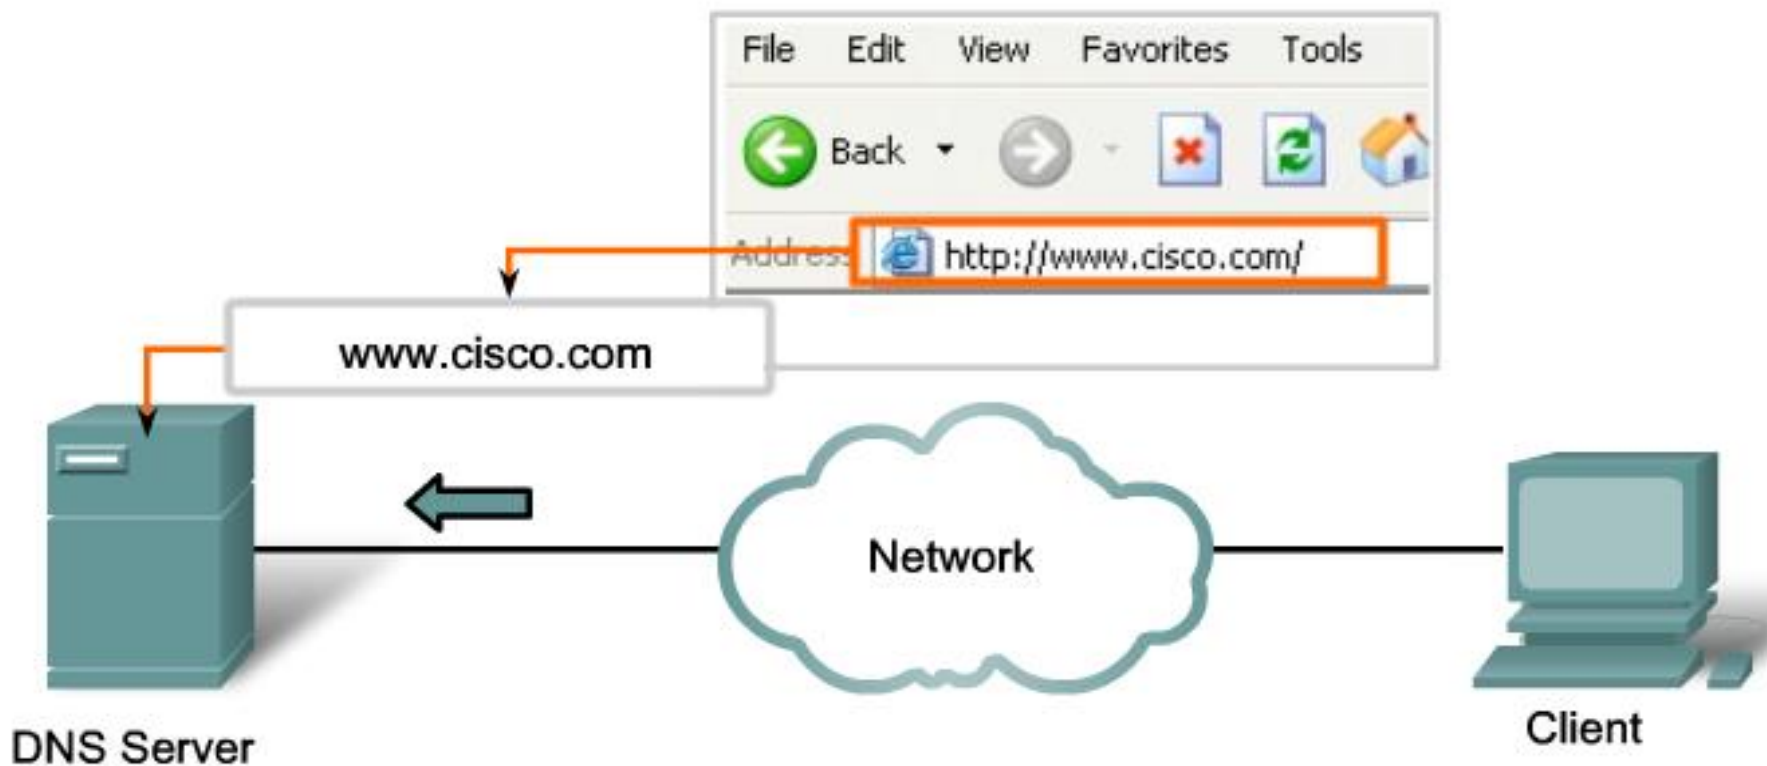 File Edit View Favorites Tools
Back
Address http://www.cisco.com/
www.cisco.com
Network
DNS Server
Client